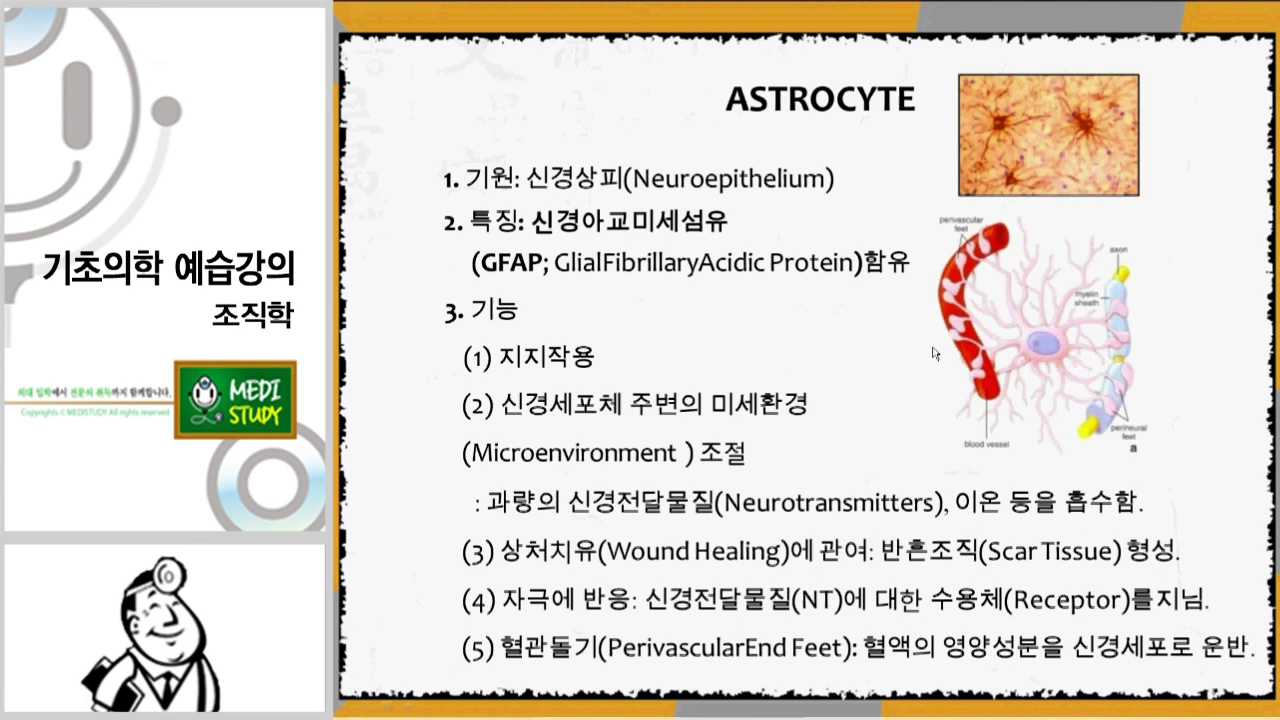 기초의학 예습강의
조직학
의대 입학에서 전문의 취득까지 함께합니다.
Copyrights © MEDISTUDY All rights reserved
MEDI
STUDY
ASTROCYTE
1. 기원: 신경상피(Neuroepithelium)
2. 특징: 신경아교미세섬유
(GFAP; GlialFibrillaryAcidic Protein)함유
3. 기능
(1) 지지작용
(2) 신경세포체 주변의 미세환경
(Microenvironment ) 조절
: 과량의 신경전달물질(Neurotransmitters), 이온 등을 흡수함.
(3) 상처치유(Wound Healing)에 관여: 반흔조직(Scar Tissue) 형성.
(4) 자극에 반응: 신경전달물질(NT)에 대한 수용체(Receptor)를지님.
(5) 혈관돌기(PerivascularEnd Feet): 혈액의 영양성분을 신경세포로 운반.
perivascular
feet
axon
myelin
sheath
perineural
feet
blood vessel
a